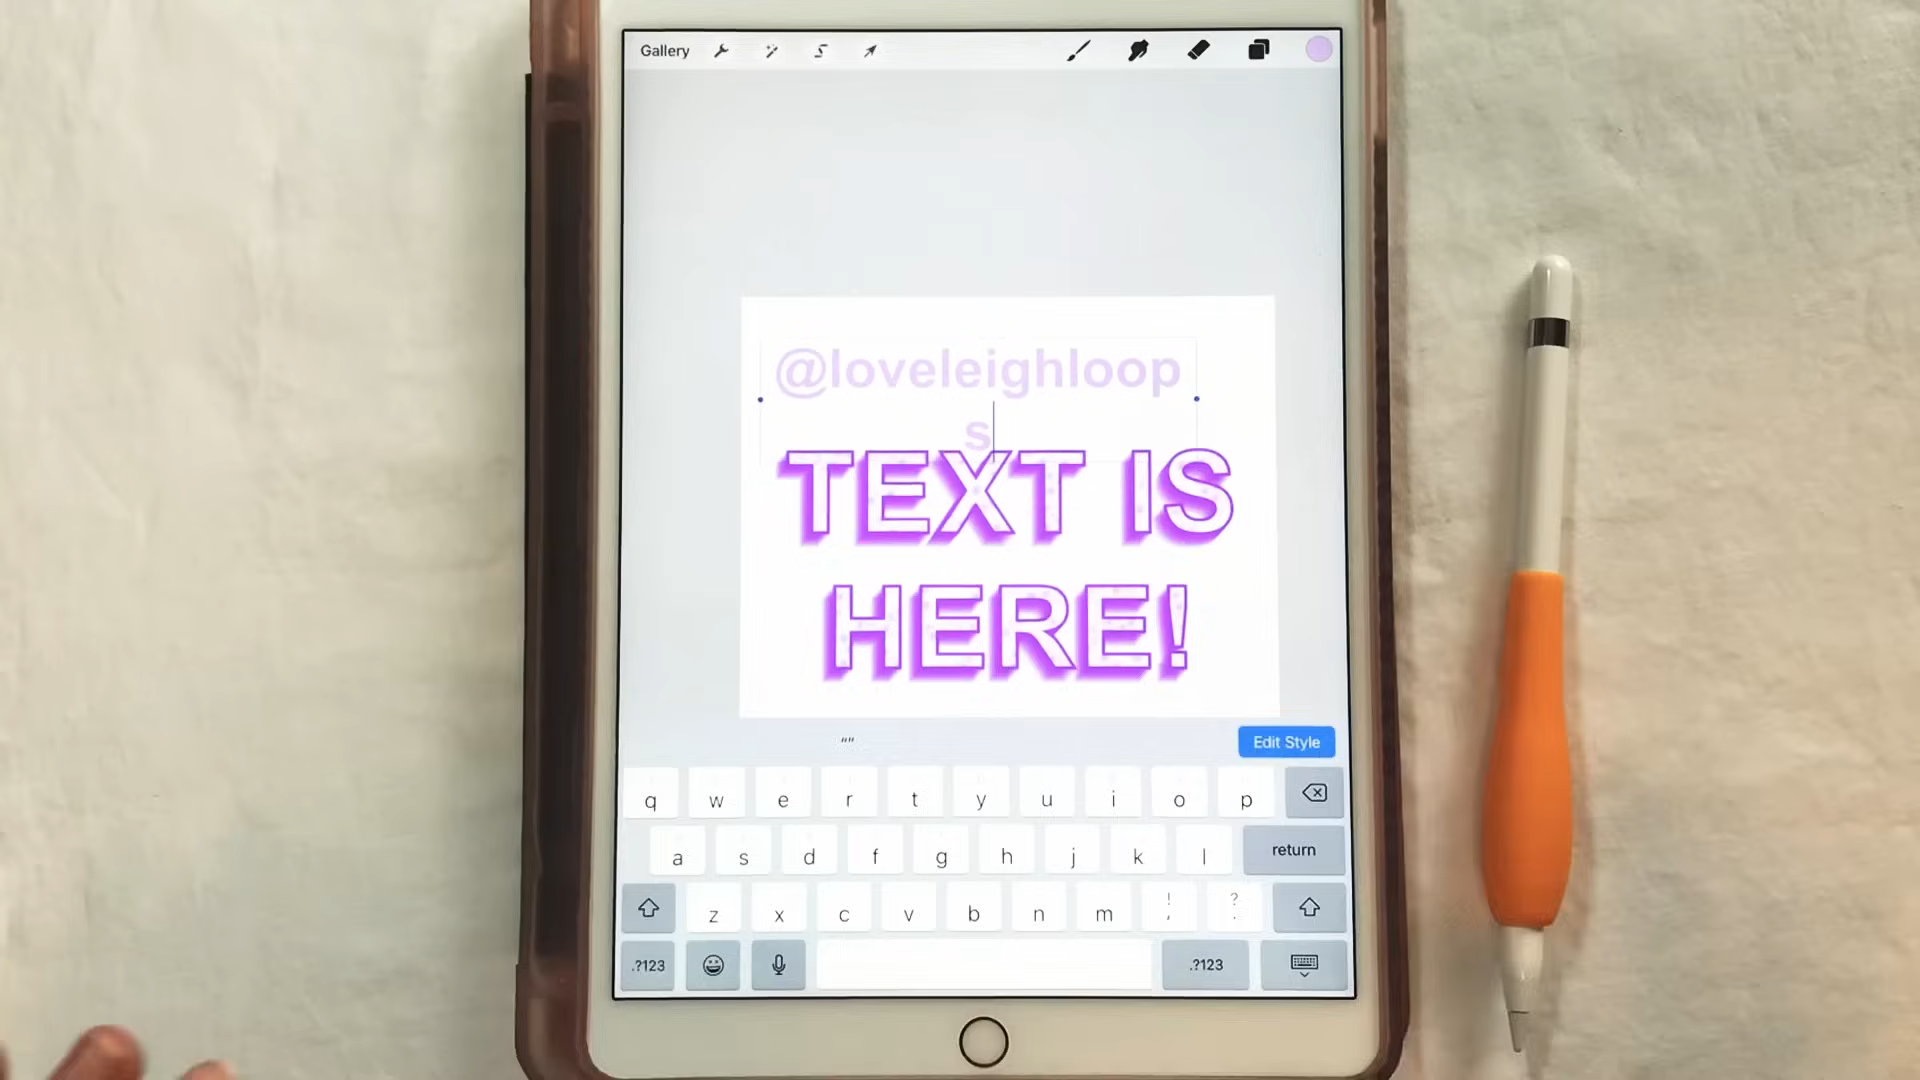 Gallery
@loveleighloop
s
TEXT IS
HERE!
""
Edit Style
q w e r t y u i o p
a s d f g h j k l return
z x c v b n m ! , ? .
.?123 .?123